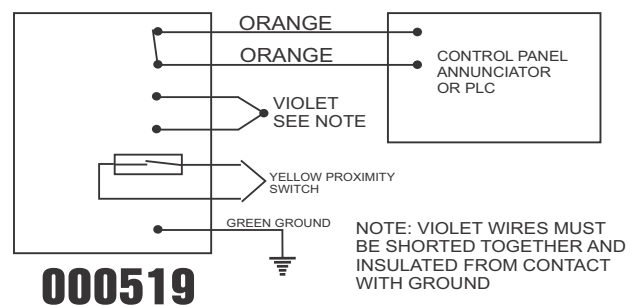 ORANGE
ORANGE
CONTROL PANEL
ANNUNCIATOR
OR PLC
VIOLET
SEE NOTE
YELLOW PROXIMITY
SWITCH
GREEN GROUND
NOTE: VIOLET WIRES MUST
BE SHORTED TOGETHER AND
INSULATED FROM CONTACT
WITH GROUND
000519